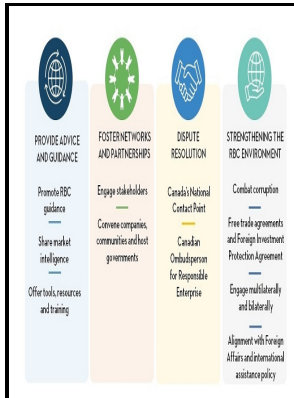 PROVIDE ADVICE
AND GUIDANCE
Promote RBC
guidance
Share market
intelligence
Offer tools, resources
and training
FOSTER NETWORKS
AND PARTNERSHIPS
Engage stakeholders
Convene companies,
communities and host
governments
DISPUTE
RESOLUTION
Canada's National
Contact Point
Canadian
Ombudsperson
for Responsible
Enterprise
STRENGTHENING THE
RBC ENVIRONMENT
Combat corruption
Free trade agreements
and Foreign Investment
Protection Agreement
Engage multilaterally
and bilaterally
Alignment with Foreign
Affairs and international
assistance policy